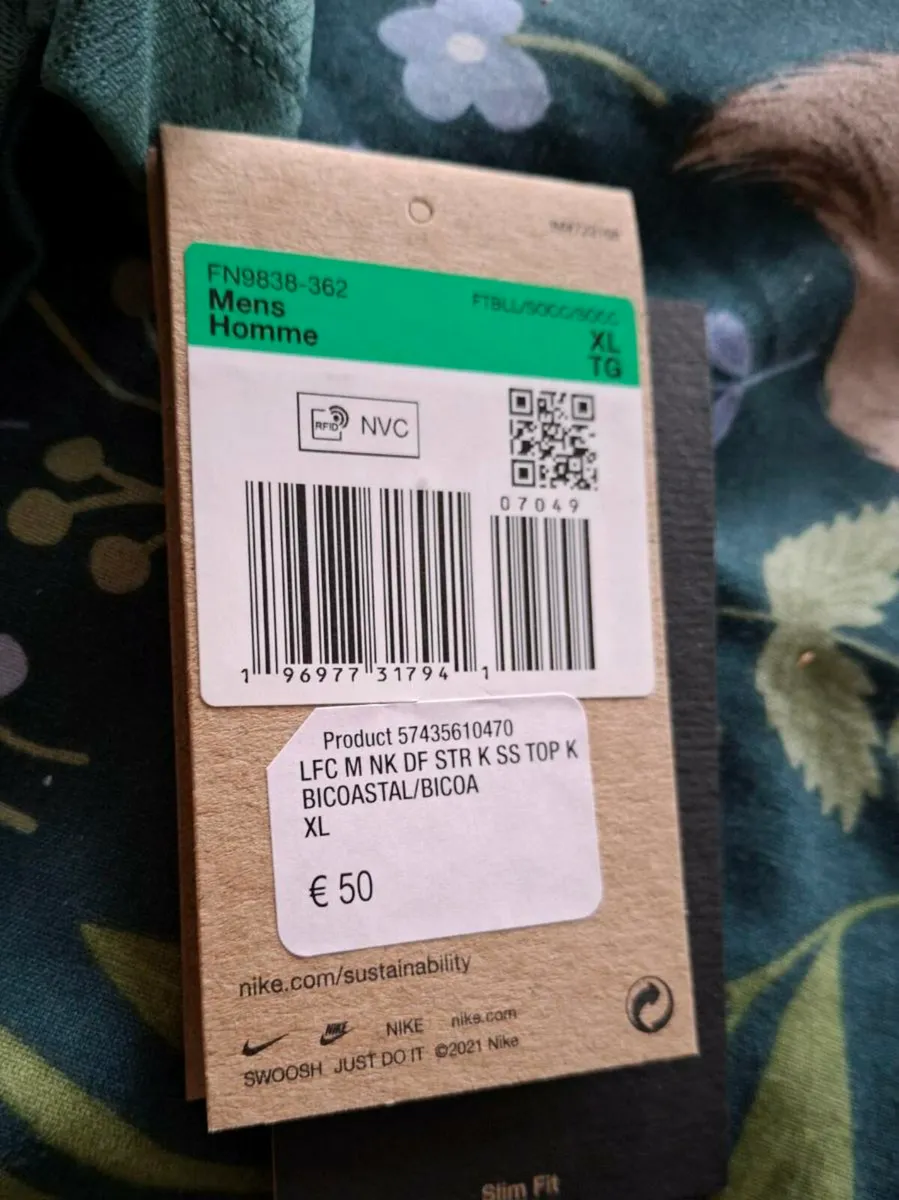 FN9838-362
Mens
Homme
FTBLL/SOCC/SOCC
XL
TG
RFID NVC
07049
1 96977 31794 1
Product 57435610470
LFC M NK DF STR K SS TOP K
BICOASTAL/BICOA
XL
€ 50
nike.com/sustainability
NIKE NIKE nike.com
SWOOSH JUST DO IT ©2021 Nike
Slim Fit